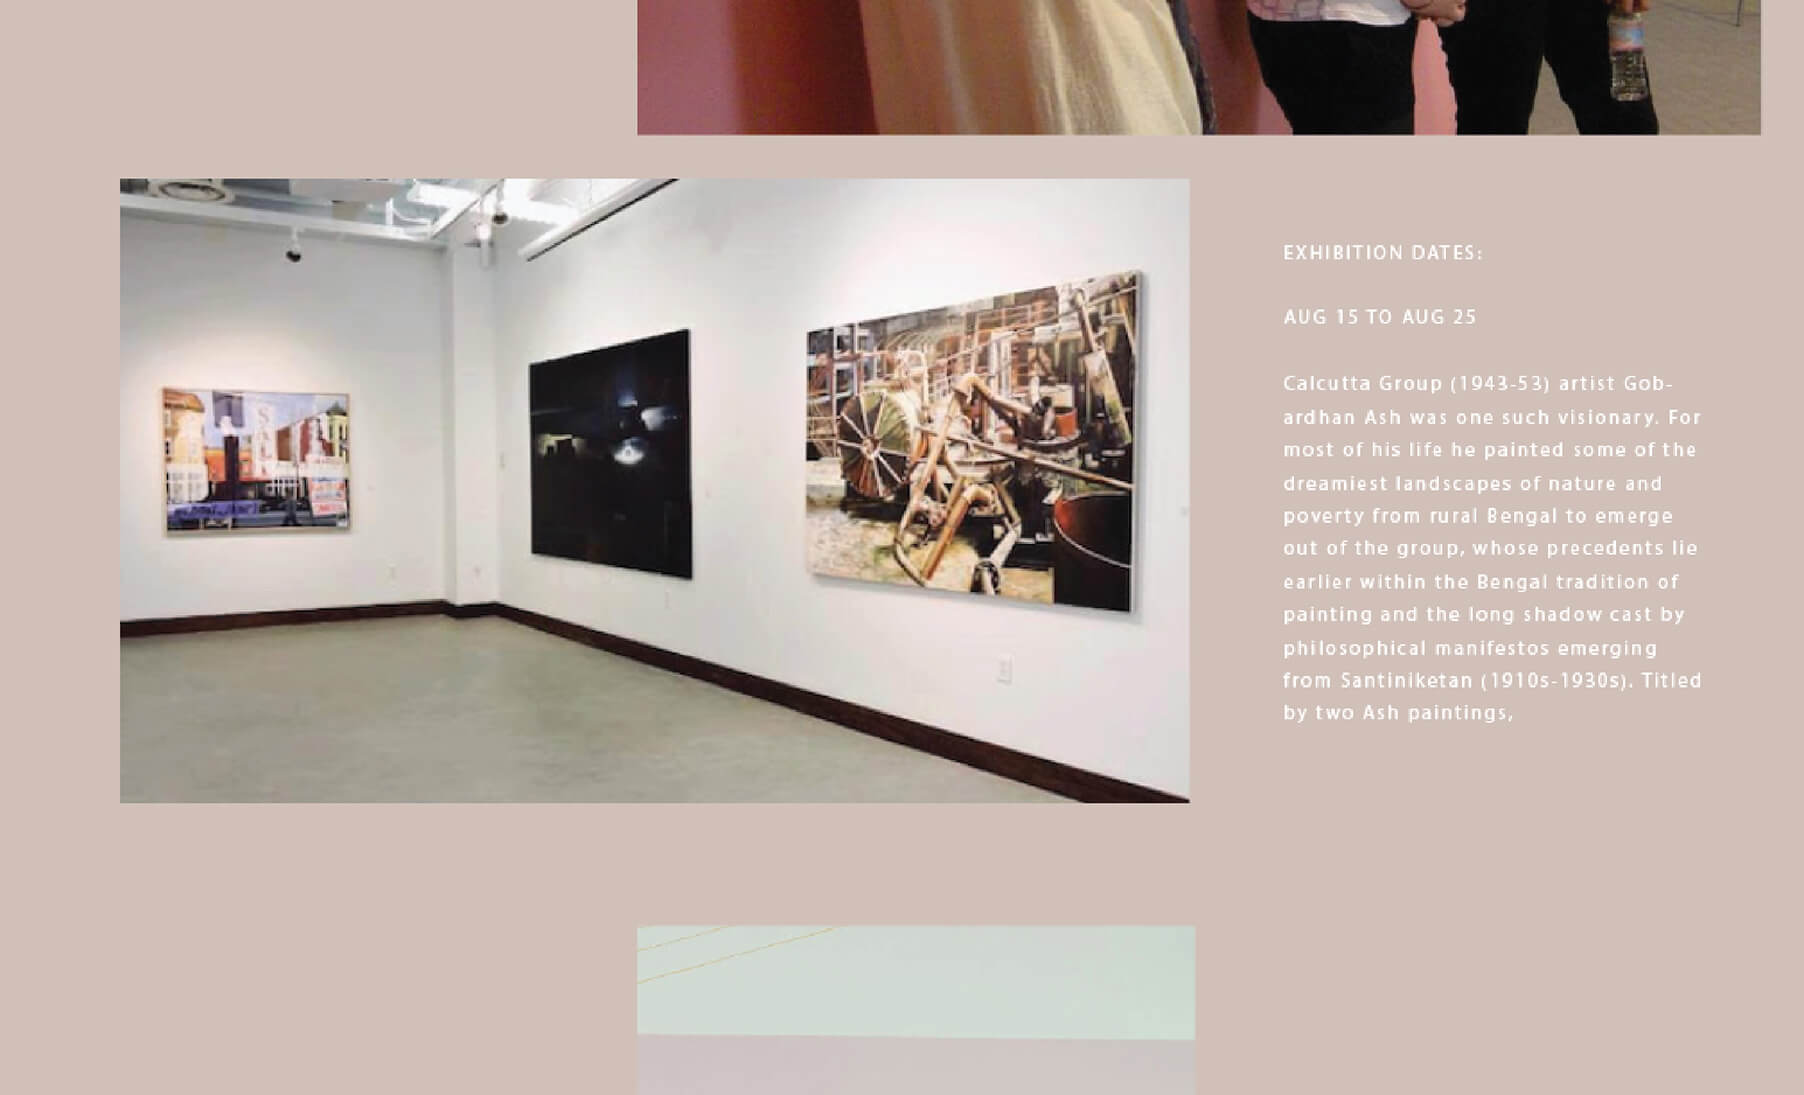 EXHIBITION DATES:
AUG 15 TO AUG 25
Calcutta Group (1943-53) artist Gob-
ardhan Ash was one such visionary. For
most of his life he painted some of the
dreamiest landscapes of nature and
poverty from rural Bengal to emerge
out of the group, whose precedents lie
earlier within the Bengal tradition of
painting and the long shadow cast by
philosophical manifestos emerging
from Santiniketan (1910s-1930s). Titled
by two Ash paintings,